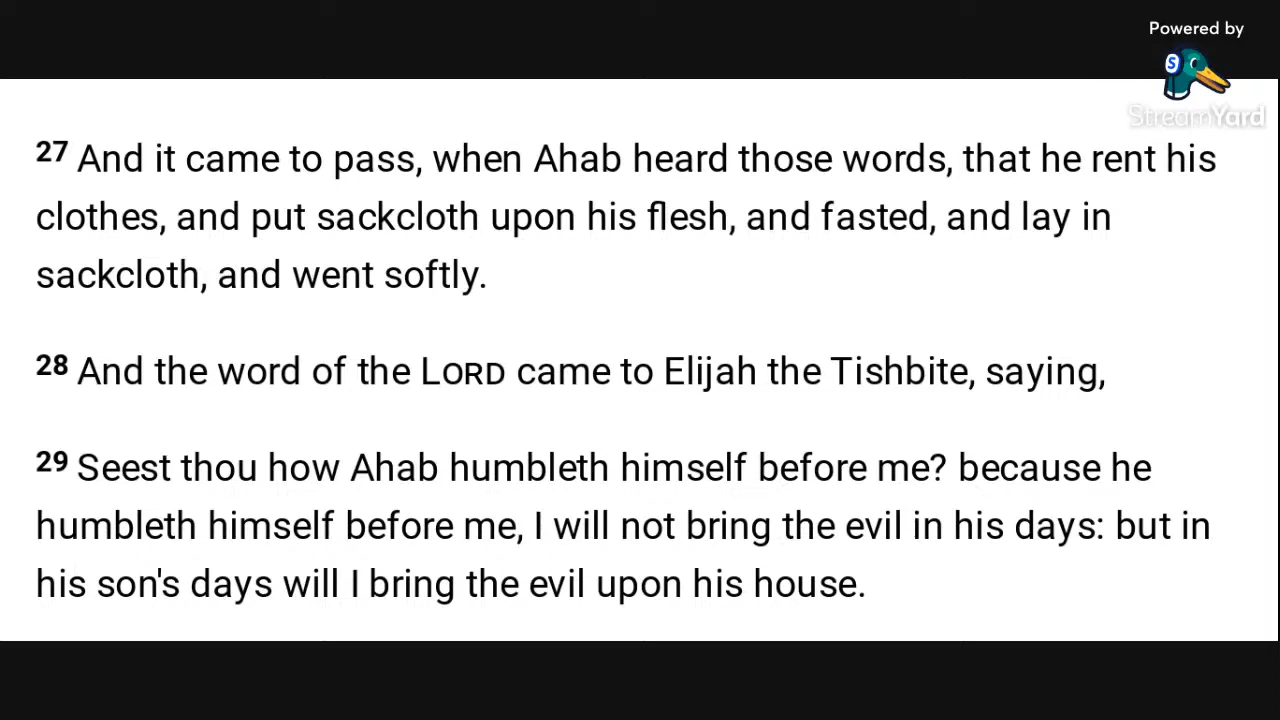 Powered by
S
StreamYard
27 And it came to pass, when Ahab heard those words, that he rent his
clothes, and put sackcloth upon his flesh, and fasted, and lay in
sackcloth, and went softly.
28 And the word of the LORD came to Elijah the Tishbite, saying,
29 Seest thou how Ahab humbleth himself before me? because he
humbleth himself before me, I will not bring the evil in his days: but in
his son's days will I bring the evil upon his house.